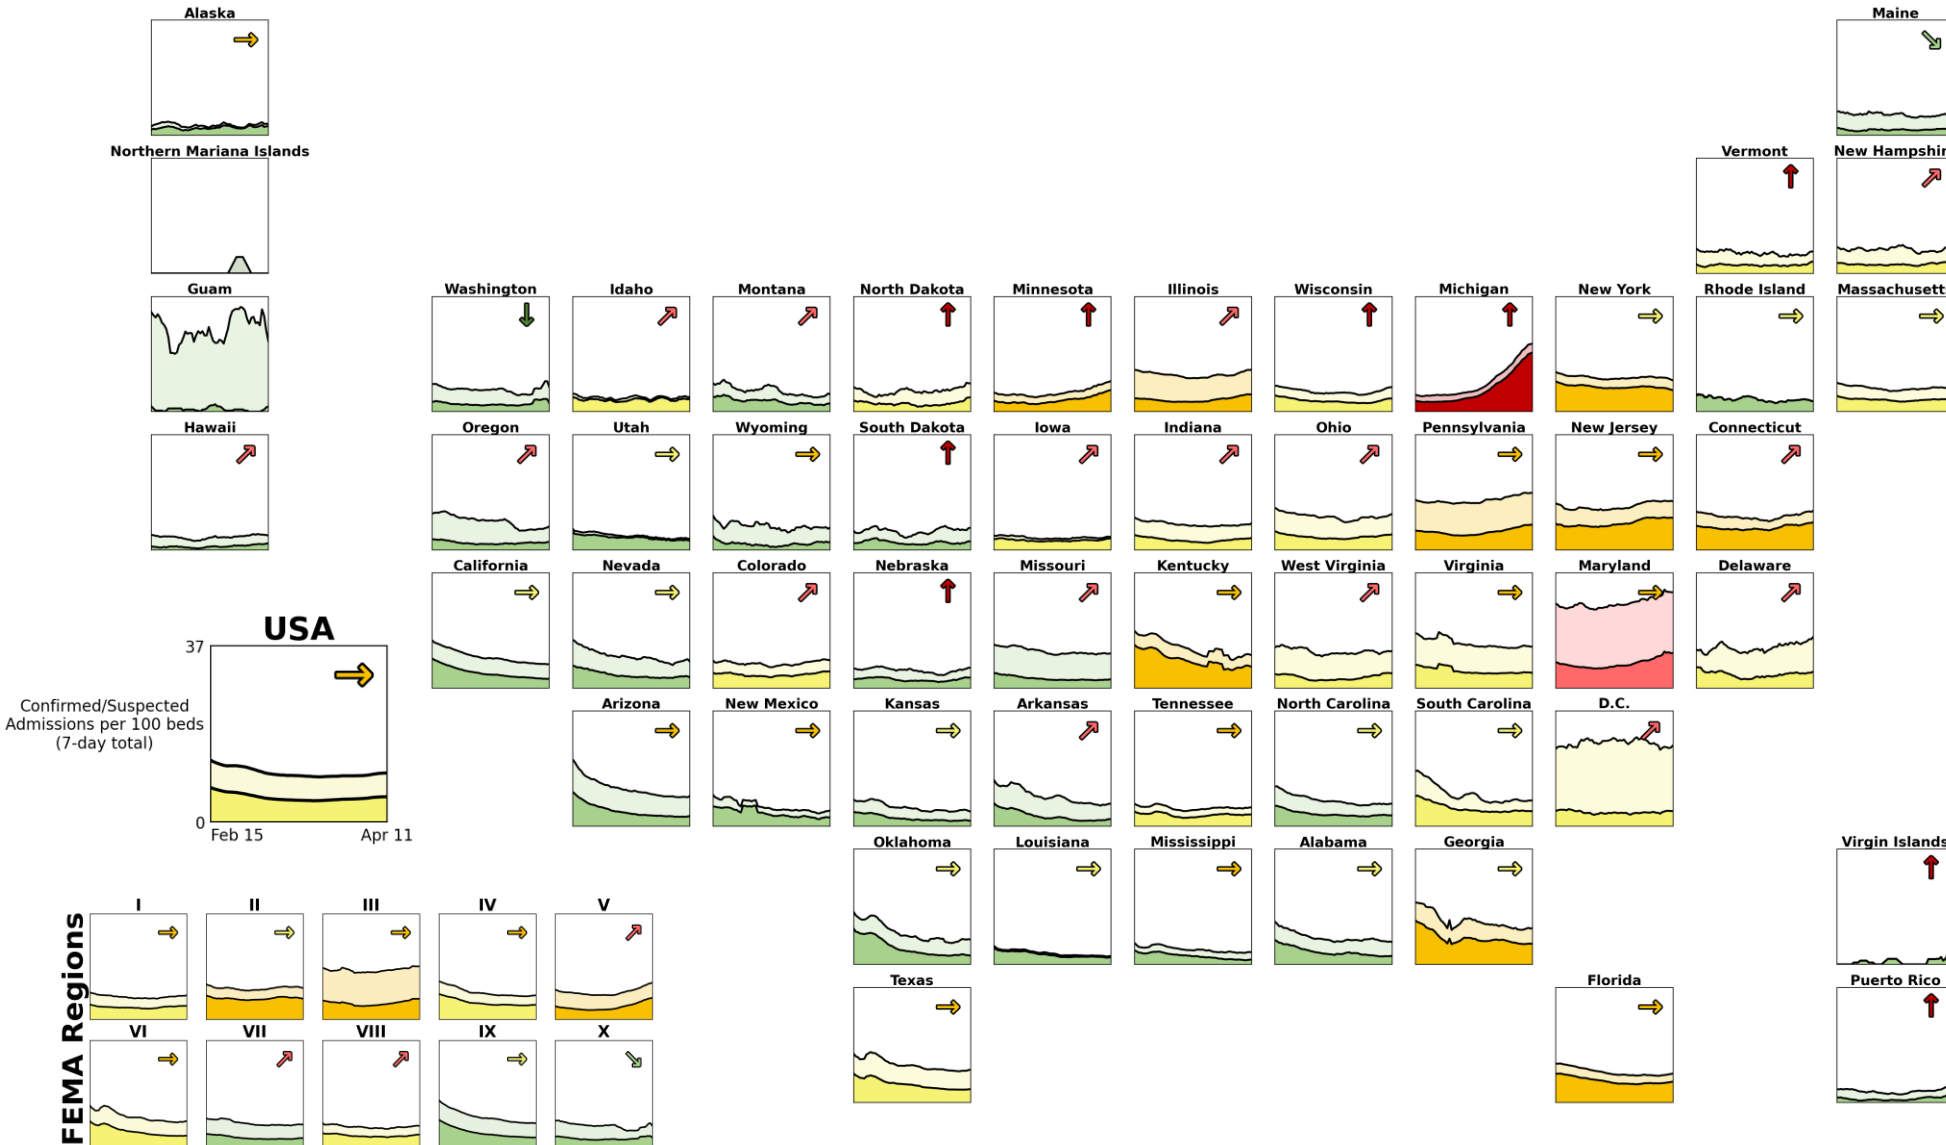 Alaska
Maine
Northern Mariana Islands
Vermont
New Hampshir
Guam
Washington
Idaho
Montana
North Dakota
Minnesota
Illinois
Wisconsin
Michigan
New York
Rhode Island
Massachusett
Hawaii
Oregon
Utah
Wyoming
South Dakota
Iowa
Indiana
Ohio
Pennsylvania
New Jersey
Connecticut
California
Nevada
Colorado
Nebraska
Missouri
Kentucky
West Virginia
Virginia
Maryland
Delaware
USA
37
Confirmed/Suspected
Admissions per 100 beds
(7-day total)
0
Feb 15
Apr 11
Arizona
New Mexico
Kansas
Arkansas
Tennessee
North Carolina
South Carolina
D.C.
Oklahoma
Louisiana
Mississippi
Alabama
Georgia
Virgin Islands
Texas
Florida
Puerto Rico
FEMA Regions
I
II
III
IV
V
VI
VII
VIII
IX
X